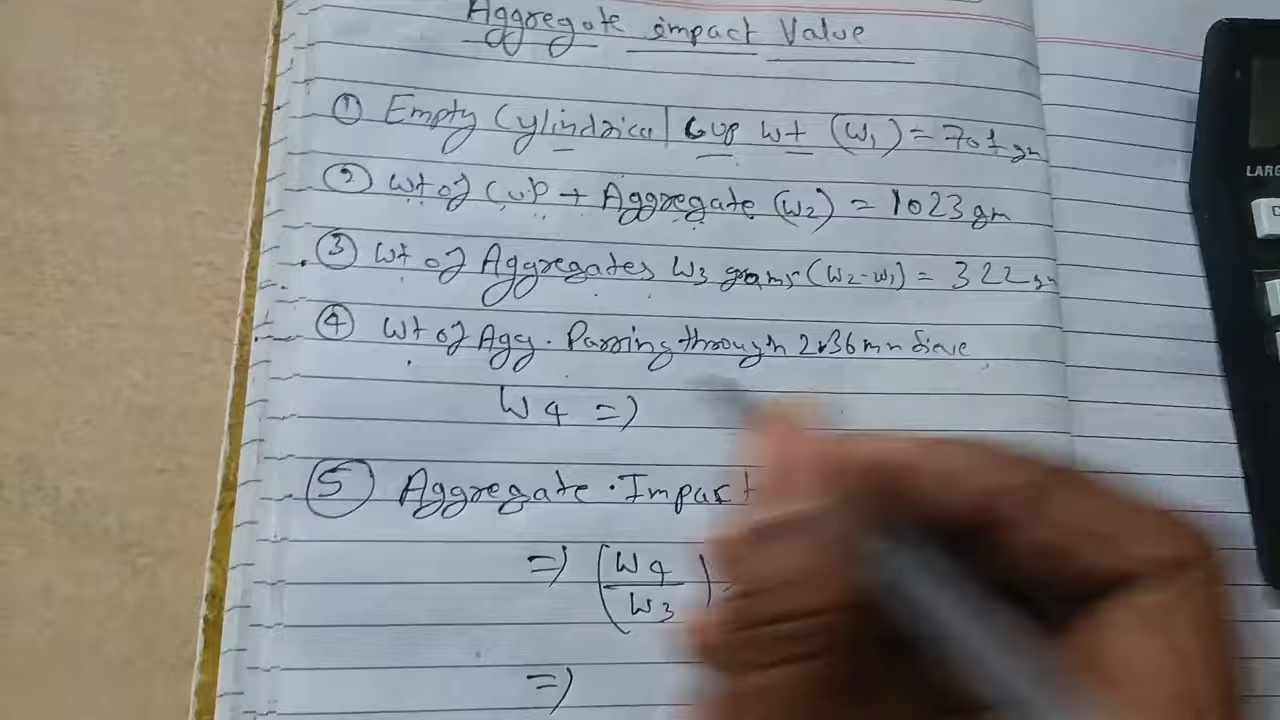 Aggregate impact Value
① Empty Cylindrical Cup wt (W₁) = 701 gm
② wt of Cup + Aggregate (W₂) = 1023 gm
③ wt of Aggregates W₃ grams (W₂-W₁) = 322 gm
④ wt of Agg. Passing through 2.36 mm Sieve
W4 =>
⑤ Aggregate Impact
=> (W4/W3)
=>
LARG